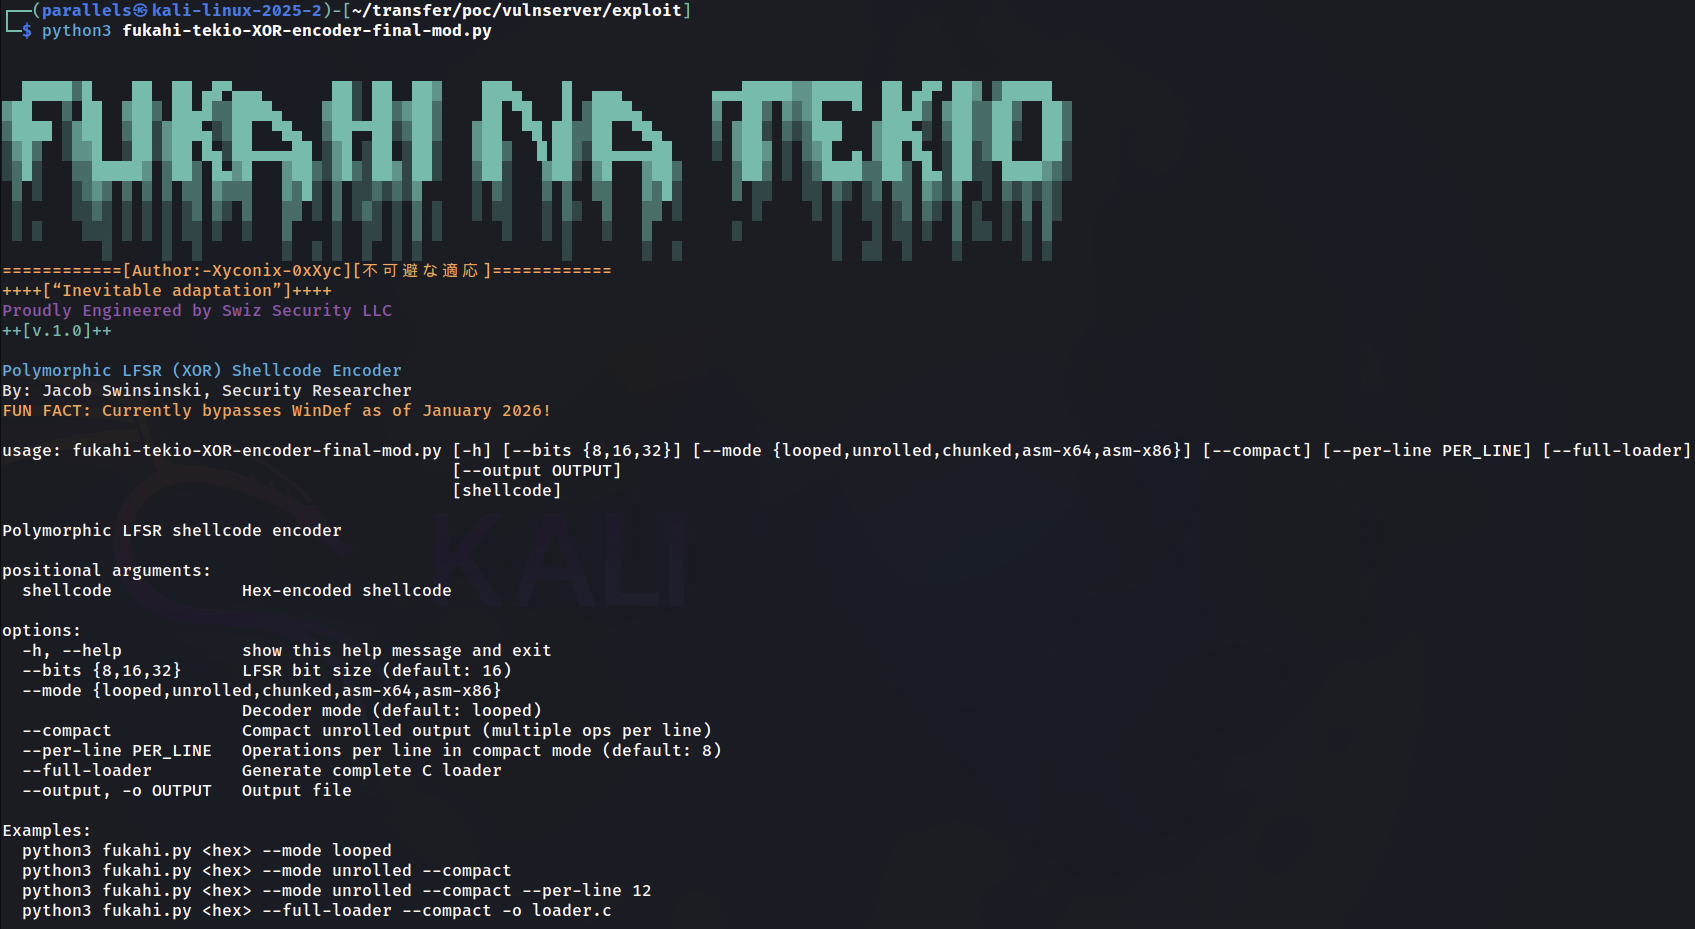 ┌──(parallels㉿kali-linux-2025-2)-[~/transfer/poc/vulnserver/exploit]
└─$ python3 fukahi-tekio-XOR-encoder-final-mod.py
FUKAHI NA TEKIO
============[Author:-Xyconix-0xXyc][不可避な適応]============
++++[“Inevitable adaptation”]++++
Proudly Engineered by Swiz Security LLC
++[v.1.0]++
Polymorphic LFSR (XOR) Shellcode Encoder
By: Jacob Swinsinski, Security Researcher
FUN FACT: Currently bypasses WinDef as of January 2026!
usage: fukahi-tekio-XOR-encoder-final-mod.py [-h] [--bits {8,16,32}] [--mode {looped,unrolled,chunked,asm-x64,asm-x86}] [--compact] [--per-line PER_LINE] [--full-loader]
[--output OUTPUT]
[shellcode]
Polymorphic LFSR shellcode encoder
positional arguments:
shellcode Hex-encoded shellcode
options:
-h, --help show this help message and exit
--bits {8,16,32} LFSR bit size (default: 16)
--mode {looped,unrolled,chunked,asm-x64,asm-x86}
Decoder mode (default: looped)
--compact Compact unrolled output (multiple ops per line)
--per-line PER_LINE Operations per line in compact mode (default: 8)
--full-loader Generate complete C loader
--output, -o OUTPUT Output file
Examples:
python3 fukahi.py <hex> --mode looped
python3 fukahi.py <hex> --mode unrolled --compact
python3 fukahi.py <hex> --mode unrolled --compact --per-line 12
python3 fukahi.py <hex> --full-loader --compact -o loader.c
KALI